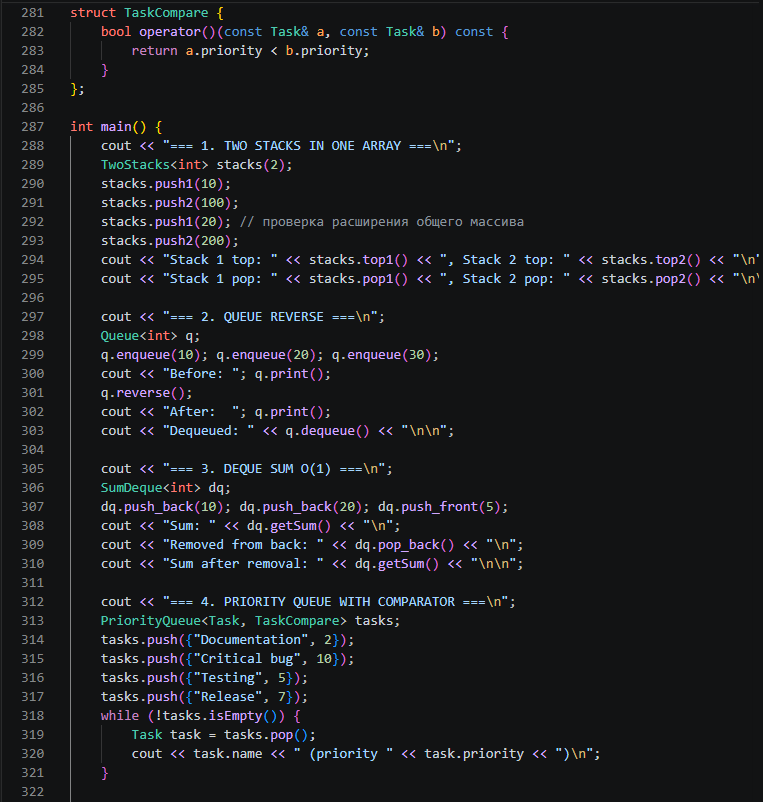 281 struct TaskCompare {
282     bool operator()(const Task& a, const Task& b) const {
283         return a.priority < b.priority;
284     }
285 };
286
287 int main() {
288     cout << "=== 1. TWO STACKS IN ONE ARRAY ===\n";
289     TwoStacks<int> stacks(2);
290     stacks.push1(10);
291     stacks.push2(100);
292     stacks.push1(20); // проверка расширения общего массива
293     stacks.push2(200);
294     cout << "Stack 1 top: " << stacks.top1() << ", Stack 2 top: " << stacks.top2() << "\n"
295     cout << "Stack 1 pop: " << stacks.pop1() << ", Stack 2 pop: " << stacks.pop2() << "\n\
296
297     cout << "=== 2. QUEUE REVERSE ===\n";
298     Queue<int> q;
299     q.enqueue(10); q.enqueue(20); q.enqueue(30);
300     cout << "Before: "; q.print();
301     q.reverse();
302     cout << "After:  "; q.print();
303     cout << "Dequeued: " << q.dequeue() << "\n\n";
304
305     cout << "=== 3. DEQUE SUM O(1) ===\n";
306     SumDeque<int> dq;
307     dq.push_back(10); dq.push_back(20); dq.push_front(5);
308     cout << "Sum: " << dq.getSum() << "\n";
309     cout << "Removed from back: " << dq.pop_back() << "\n";
310     cout << "Sum after removal: " << dq.getSum() << "\n\n";
311
312     cout << "=== 4. PRIORITY QUEUE WITH COMPARATOR ===\n";
313     PriorityQueue<Task, TaskCompare> tasks;
314     tasks.push({"Documentation", 2});
315     tasks.push({"Critical bug", 10});
316     tasks.push({"Testing", 5});
317     tasks.push({"Release", 7});
318     while (!tasks.isEmpty()) {
319         Task task = tasks.pop();
320         cout << task.name << " (priority " << task.priority << ")\n";
321     }
322